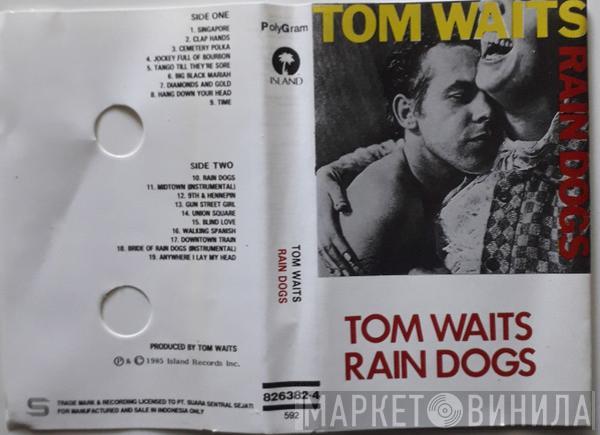 SIDE ONE
1. SINGAPORE
2. CLAP HANDS
3. CEMETERY POLKA
4. JOCKEY FULL OF BOURBON
5. TANGO TILL THEY'RE SORE
6. BIG BLACK MARIAH
7. DIAMONDS AND GOLD
8. HANG DOWN YOUR HEAD
9. TIME
SIDE TWO
10. RAIN DOGS
11. MIDTOWN (INSTRUMENTAL)
12. 9TH & HENNEPIN
13. GUN STREET GIRL
14. UNION SQUARE
15. BLIND LOVE
16. WALKING SPANISH
17. DOWNTOWN TRAIN
18. BRIDE OF RAIN DOGS (INSTRUMENTAL)
19. ANYWHERE I LAY MY HEAD
PRODUCED BY TOM WAITS
Ⓟ & © 1985 Island Records Inc.
S TRADE MARK & RECORDING LICENSED TO PT. SUARA SENTRAL SEJATI.
FOR MANUFACTURED AND SALE IN INDONESIA ONLY
PolyGram
ISLAND
TOM WAITS
RAIN DOGS
826382-4
592
TOM WAITS
RAIN DOGS
TOM WAITS
RAIN DOGS
МАРКЕТ ВИНИЛА